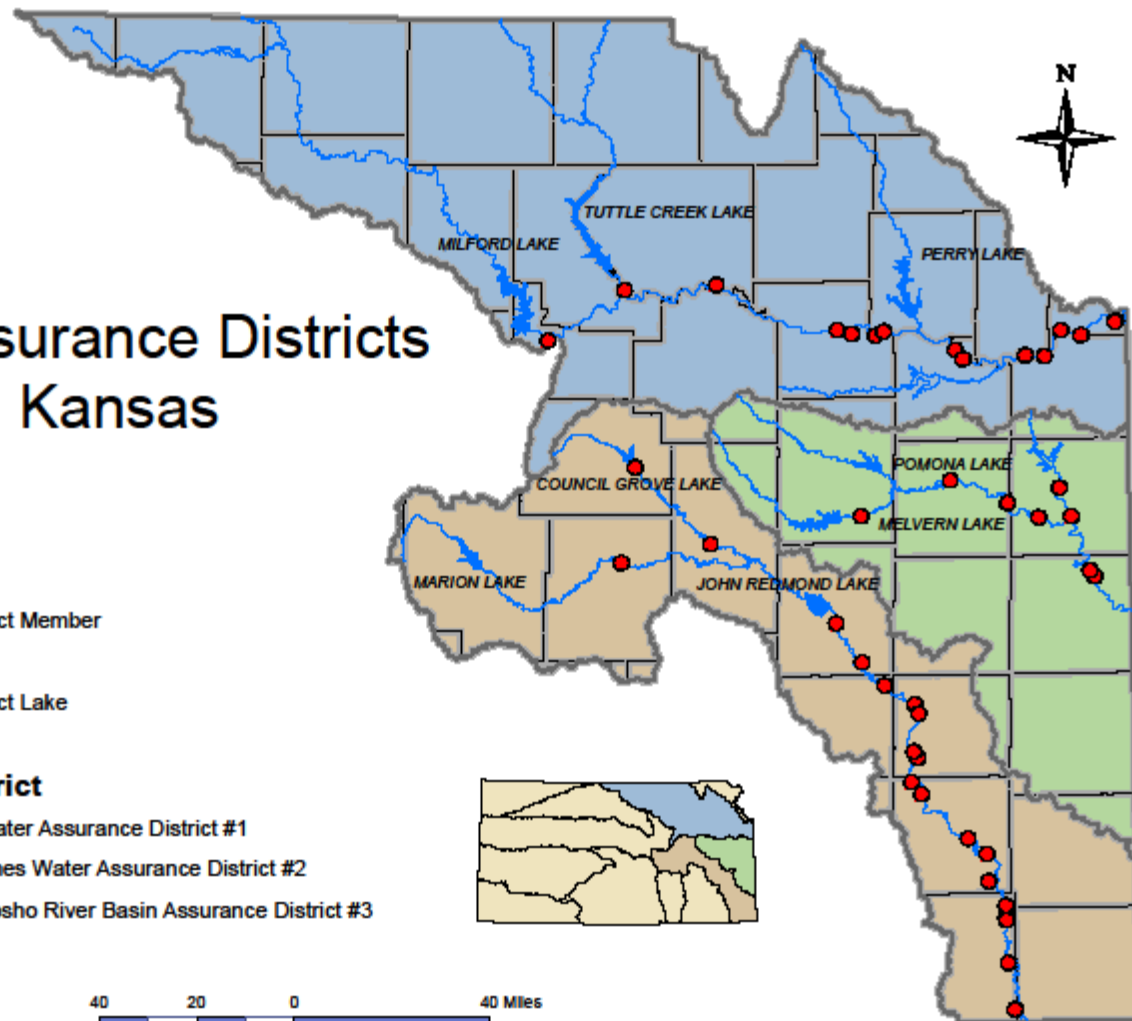 N
TUTTLE CREEK LAKE
MILFORD LAKE
PERRY LAKE
surance Districts
Kansas
POMONA LAKE
COUNCIL GROVE LAKE
MELVERN LAKE
MARION LAKE
JOHN REDMOND LAKE
ct Member
ct Lake
rict
ater Assurance District #1
nes Water Assurance District #2
osho River Basin Assurance District #3
40 20 0 40 Miles